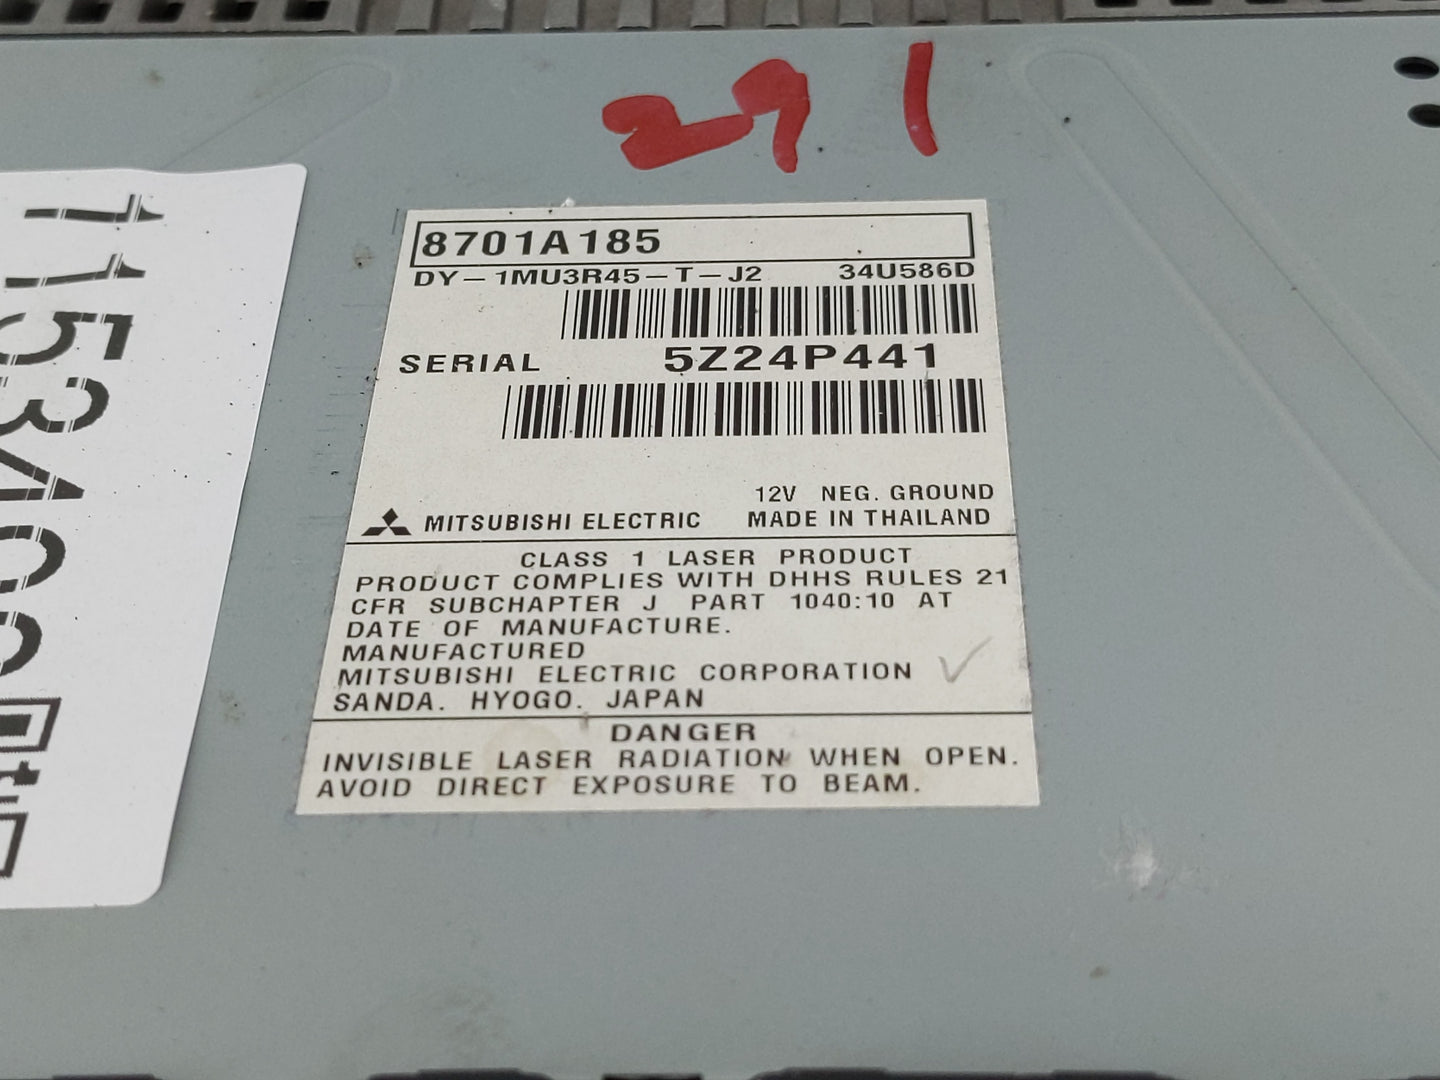 29 1
8701A185
DY-1MU3R45-T-J2 34U586D
SERIAL 5Z24P441
12V NEG. GROUND
MITSUBISHI ELECTRIC MADE IN THAILAND
CLASS 1 LASER PRODUCT
PRODUCT COMPLIES WITH DHHS RULES 21
CFR SUBCHAPTER J PART 1040:10 AT
DATE OF MANUFACTURE.
MANUFACTURED
MITSUBISHI ELECTRIC CORPORATION
SANDA. HYOGO. JAPAN
DANGER
INVISIBLE LASER RADIATION WHEN OPEN.
AVOID DIRECT EXPOSURE TO BEAM.